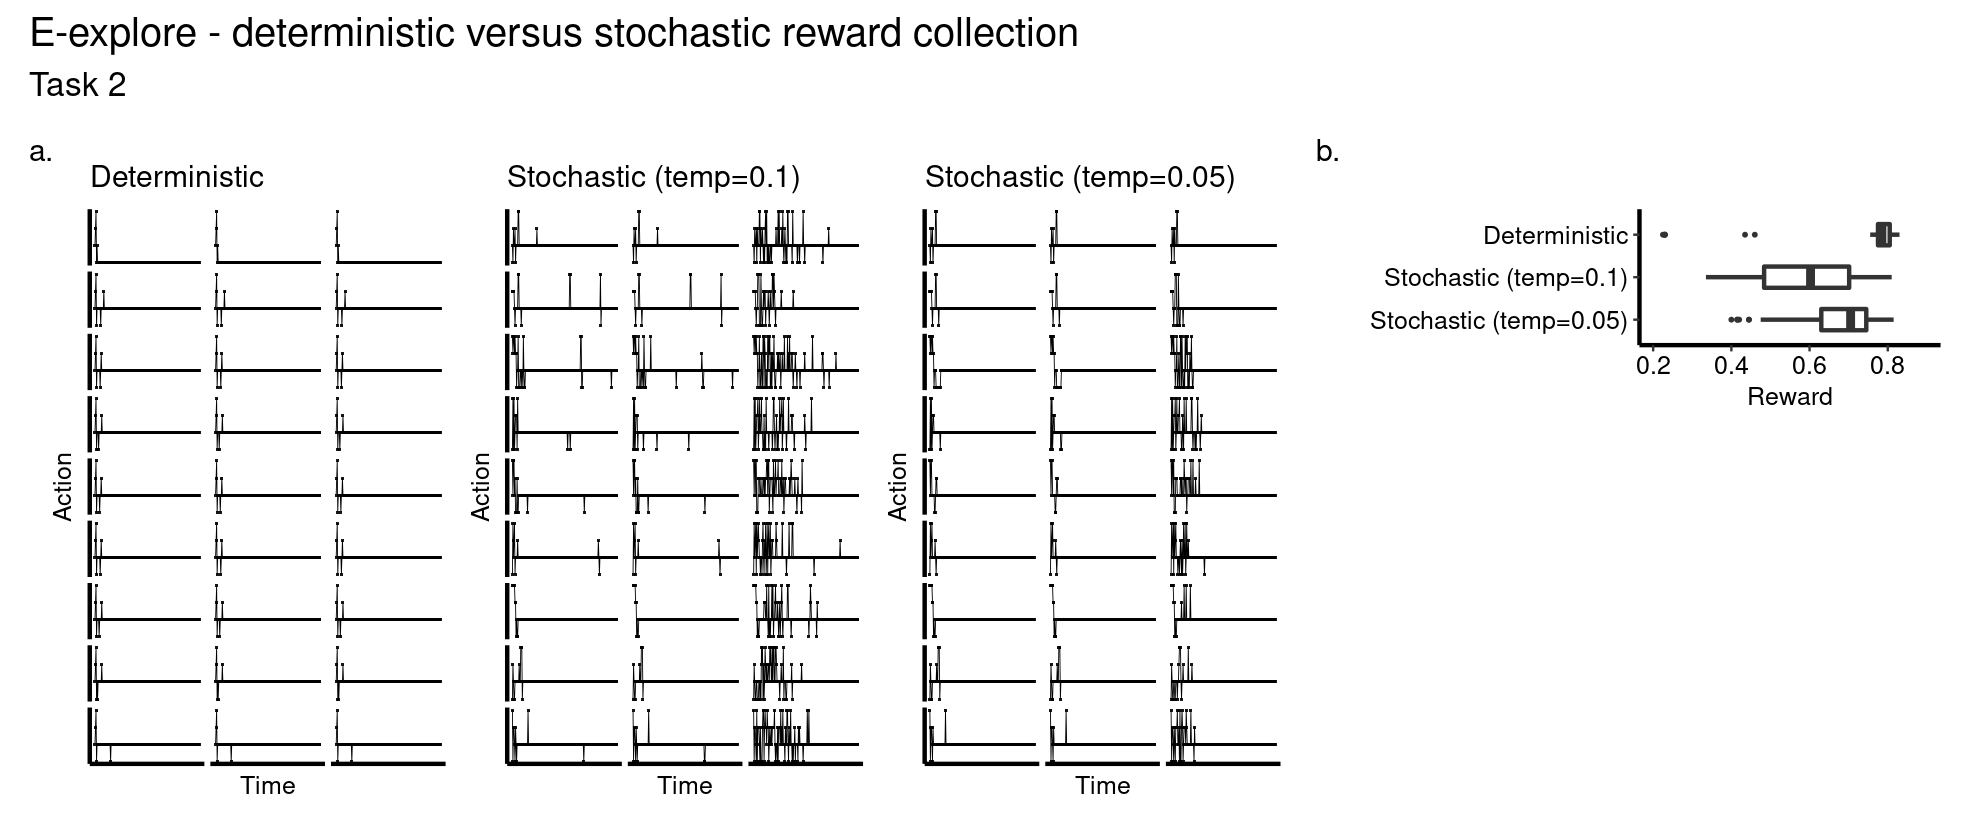 E-explore - deterministic versus stochastic reward collection
Task 2
a.
Deterministic
Stochastic (temp=0.1)
Stochastic (temp=0.05)
Action
Action
Action
Time
Time
Time
b.
Deterministic
Stochastic (temp=0.1)
Stochastic (temp=0.05)
0.2 0.4 0.6 0.8
Reward